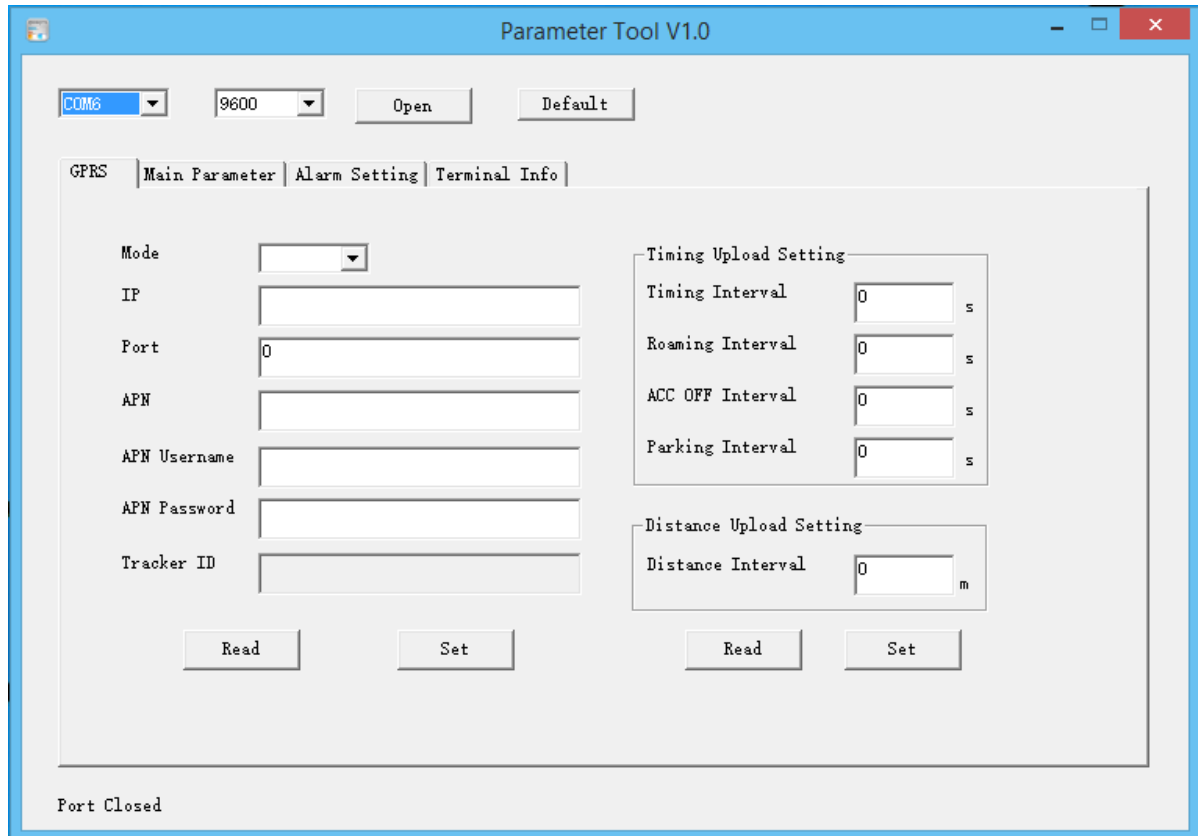 Parameter Tool V1.0
COM6 9600 Open Default
GPRS Main Parameter Alarm Setting Terminal Info
Mode
IP
Port 0
APN
APN Username
APN Password
Tracker ID
Read Set
Timing Upload Setting
Timing Interval 0 s
Roaming Interval 0 s
ACC OFF Interval 0 s
Parking Interval 0 s
Distance Upload Setting
Distance Interval 0 m
Read Set
Port Closed